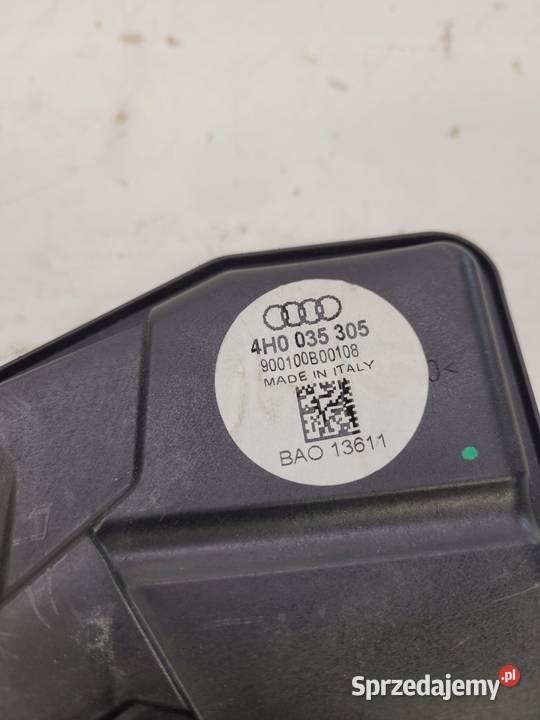 4H0 035 305
900100B00108
MADE IN ITALY
BAO 13611
Sprzedajemy.pl